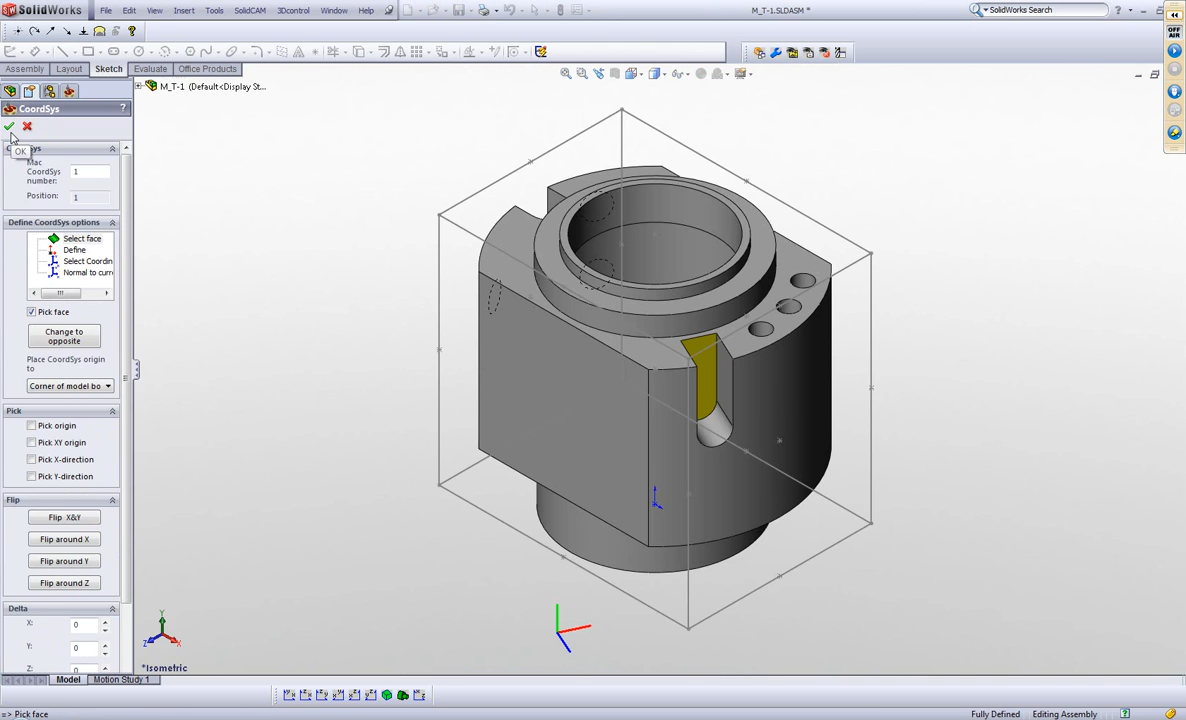 SolidWorks
File
Edit
View
Insert
Tools
SolidCAM
3Dcontrol
Window
Help
M_T-1.SLDASM *
SolidWorks Search
OFF
AIR
Assembly
Layout
Sketch
Evaluate
Office Products
M_T-1 (Default<Display St...
CoordSys
?
OK
Mac
CoordSys
number:
1
Position:
1
Define CoordSys options
Select face
Define
Select Coordin
Normal to curr
Pick face
Change to
opposite
Place CoordSys origin
to
Corner of model bo
Pick
Pick origin
Pick XY origin
Pick X-direction
Pick Y-direction
Flip
Flip X&Y
Flip around X
Flip around Y
Flip around Z
Delta
X:
0
Y:
0
Z:
0
Y
Z
X
*Isometric
Model
Motion Study 1
=> Pick face
Fully Defined
Editing Assembly